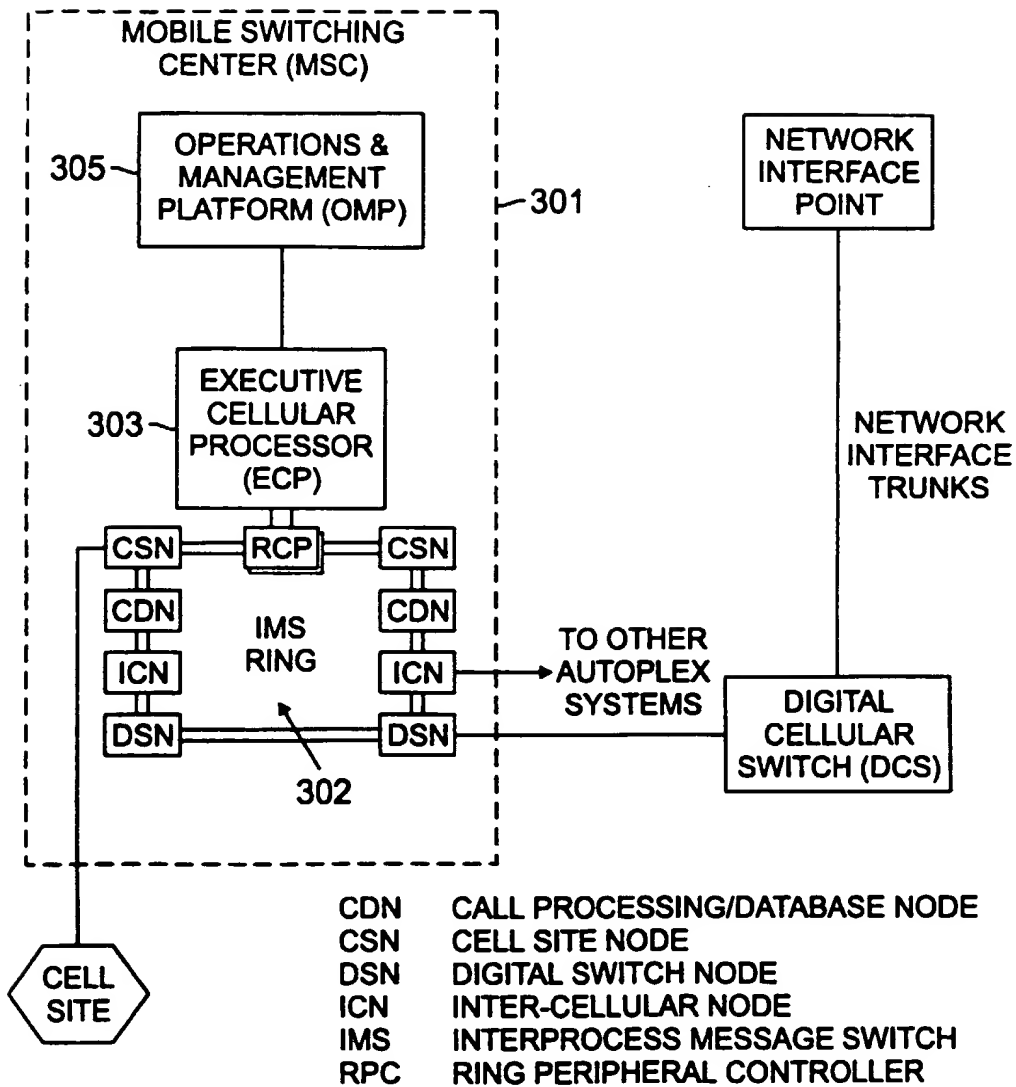 MOBILE SWITCHING
CENTER (MSC)
OPERATIONS &
MANAGEMENT
PLATFORM (OMP)
305
301
NETWORK
INTERFACE
POINT
EXECUTIVE
CELLULAR
PROCESSOR
(ECP)
303
NETWORK
INTERFACE
TRUNKS
CSN
RCP
CSN
CDN
CDN
IMS
RING
ICN
ICN
DSN
DSN
302
TO OTHER
AUTOPLEX
SYSTEMS
DIGITAL
CELLULAR
SWITCH (DCS)
CELL
SITE
CDN CALL PROCESSING/DATABASE NODE
CSN CELL SITE NODE
DSN DIGITAL SWITCH NODE
ICN INTER-CELLULAR NODE
IMS INTERPROCESS MESSAGE SWITCH
RPC RING PERIPHERAL CONTROLLER